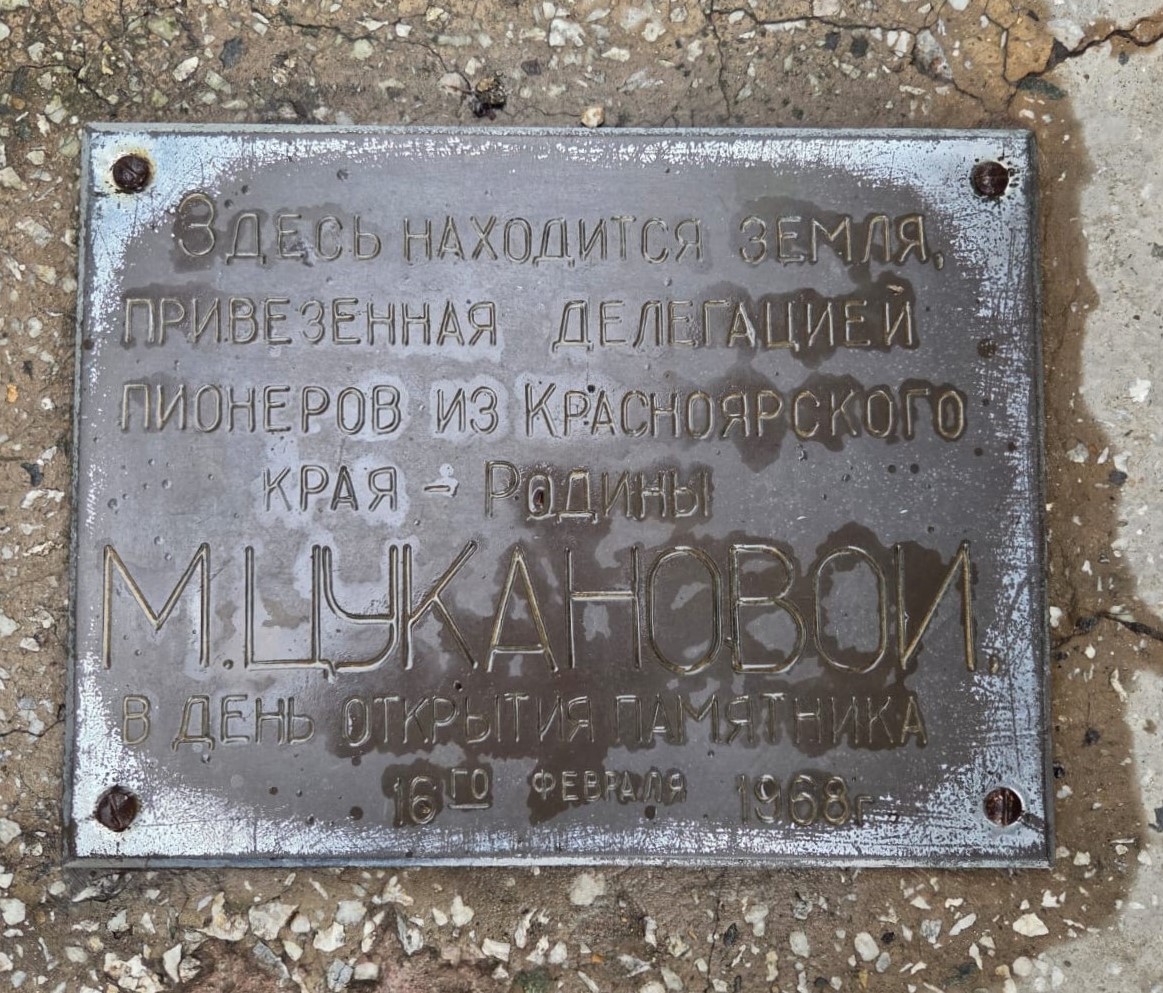 Здесь находится земля,
привезенная делегацией
пионеров из Красноярского
края – Родины
М.ЦУКАНОВОЙ.
в день открытия памятника
16го февраля 1968г.